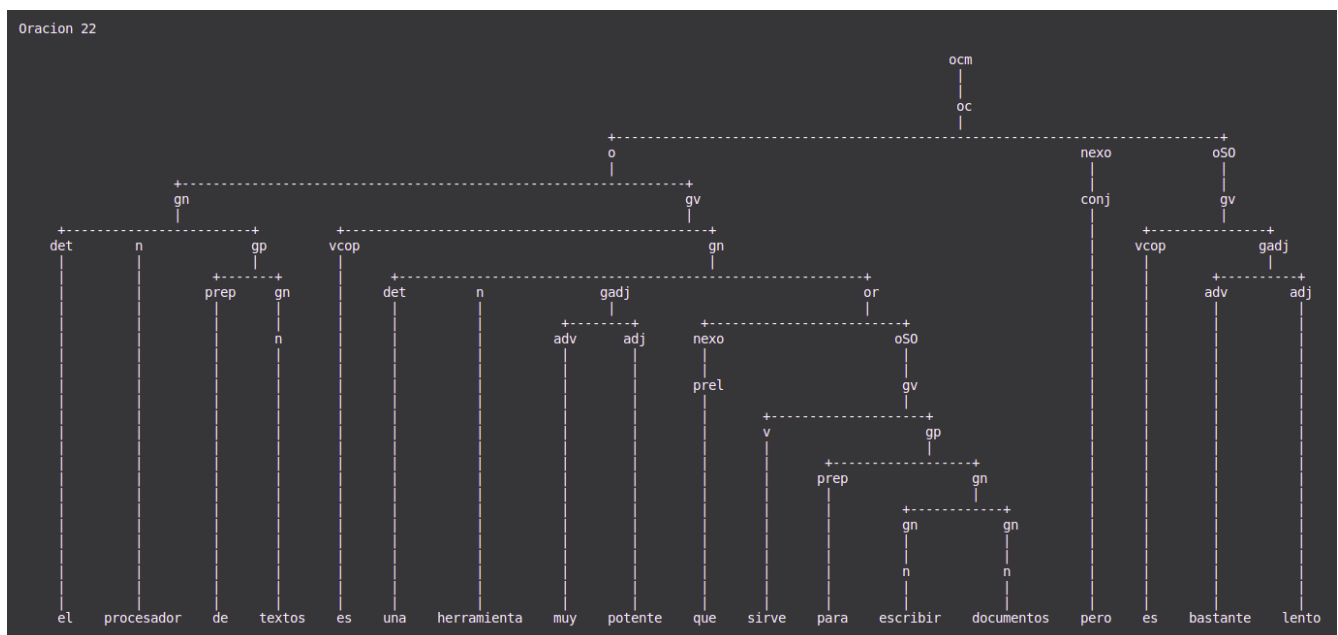 Oracion 22
ocm
oc
o nexo oSO
gn gv conj gv
det n gp vcop gn vcop gadj
prep gn det n gadj or adv adj
n adv adj nexo oSO
prel gv
v gp
prep gn
gn gn
n n
el procesador de textos es una herramienta muy potente que sirve para escribir documentos pero es bastante lento